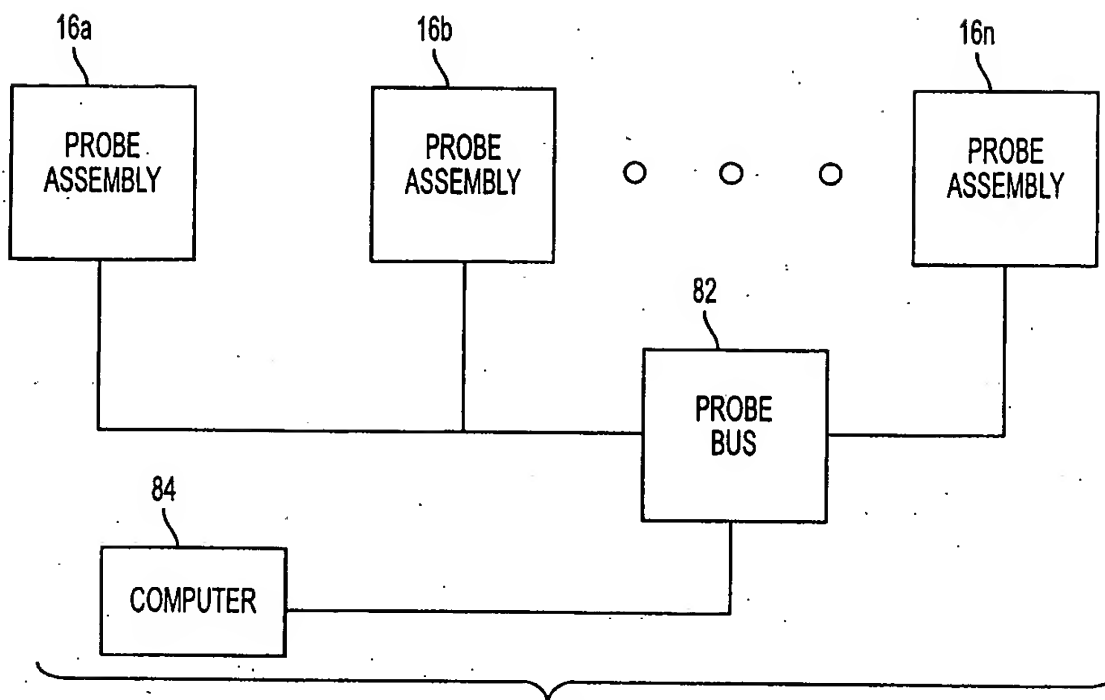 16a
16b
16n
PROBE
ASSEMBLY
PROBE
ASSEMBLY
PROBE
ASSEMBLY
82
PROBE
BUS
84
COMPUTER